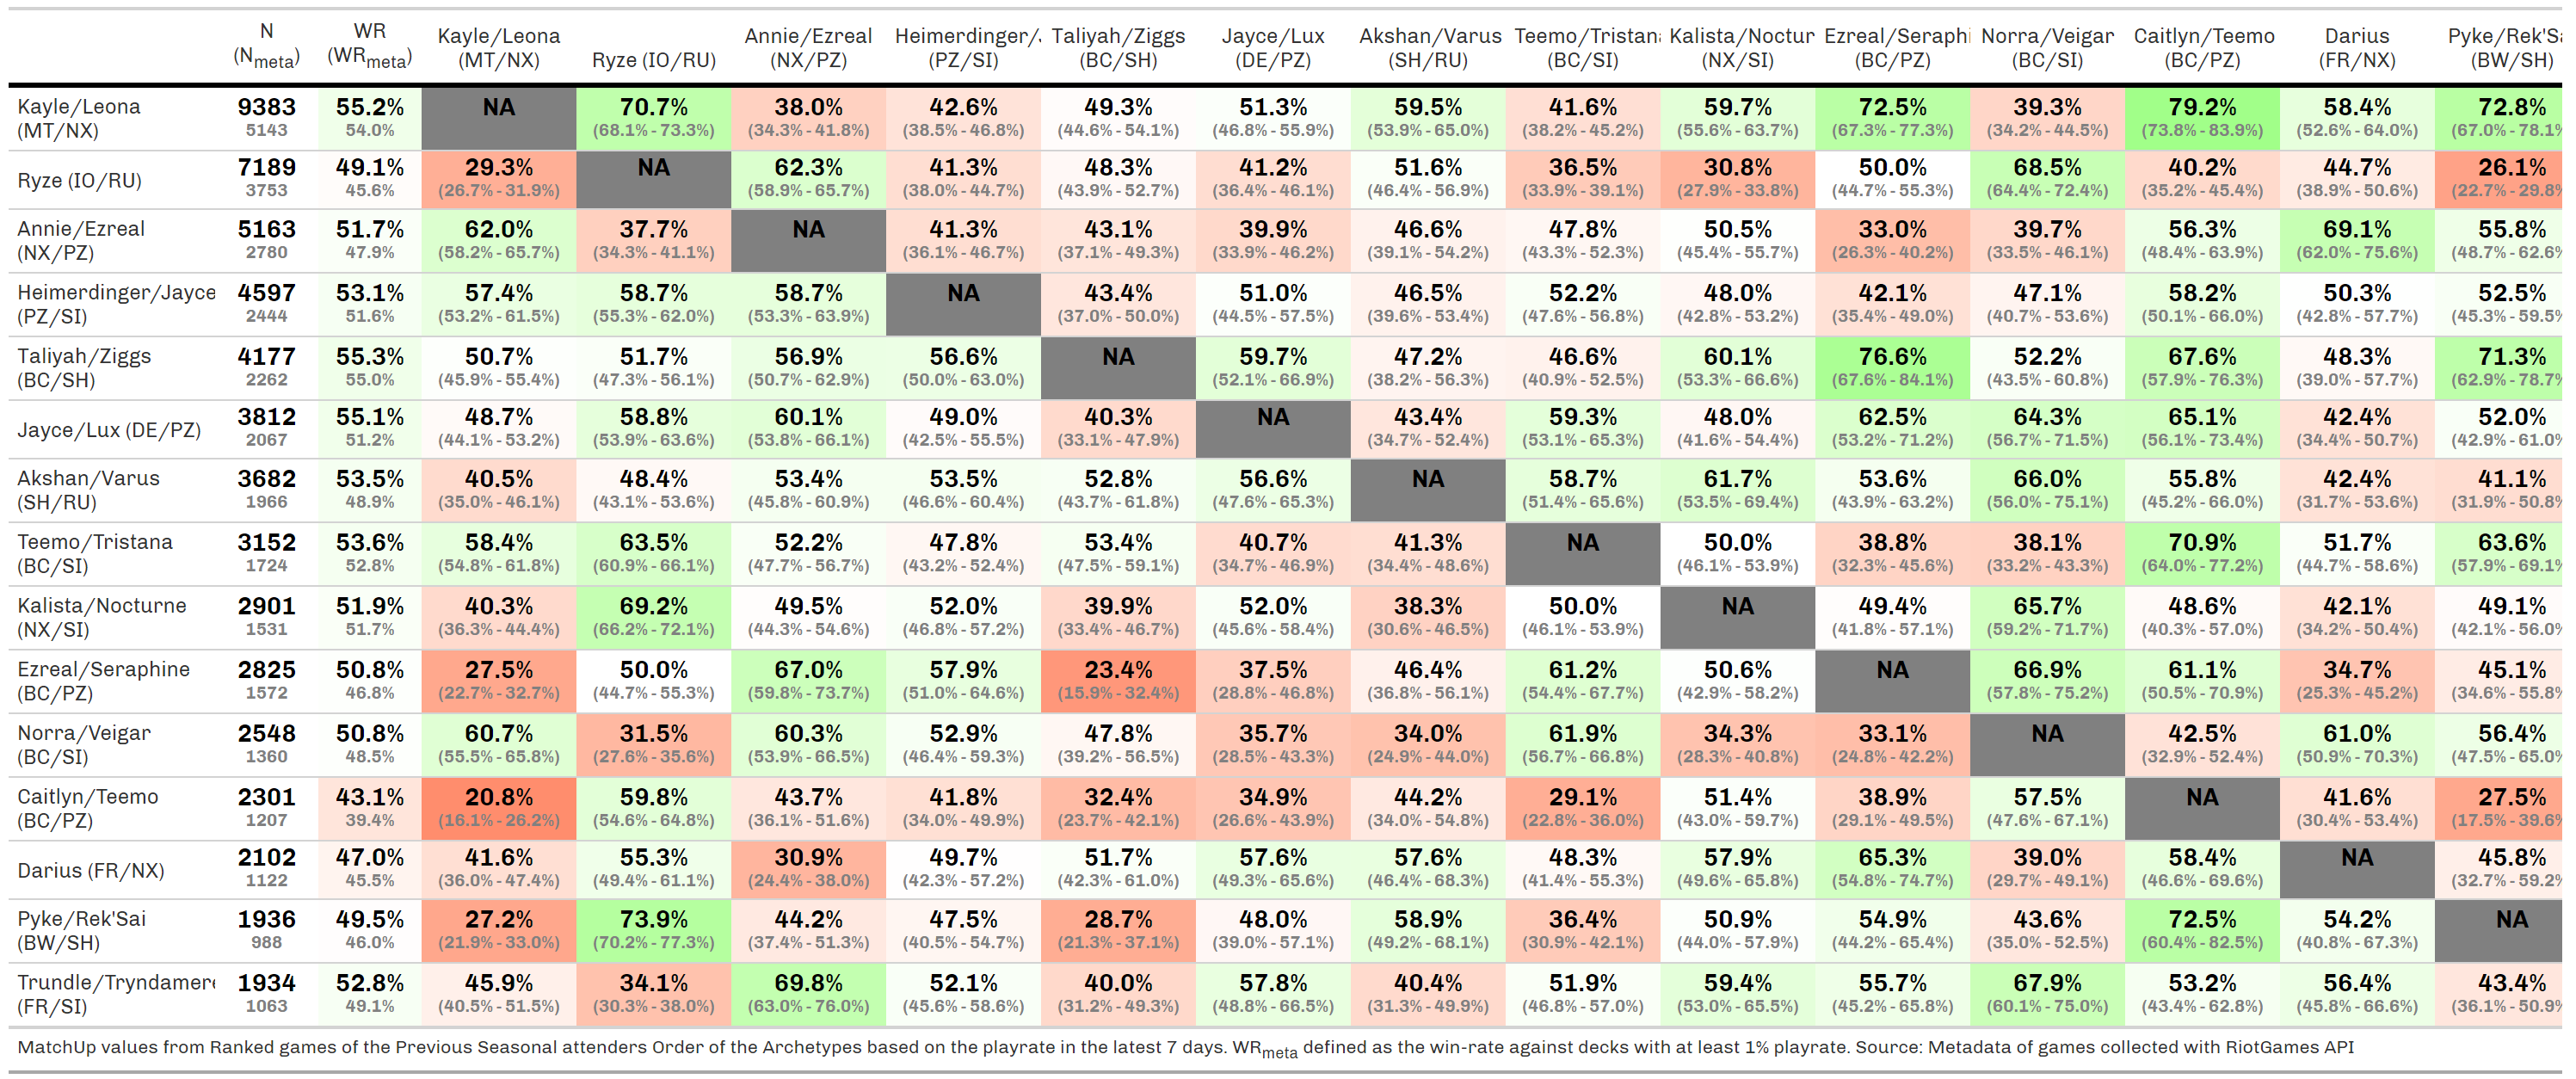 N WR Kayle/Leona Annie/Ezreal Heimerdinger/J Taliyah/Ziggs Jayce/Lux Akshan/Varus Teemo/Tristana Kalista/Noctur Ezreal/Seraphi Norra/Veigar Caitlyn/Teemo Darius Pyke/Rek'Sa
(Nmeta) (WRmeta) (MT/NX) Ryze (IO/RU) (NX/PZ) (PZ/SI) (BC/SH) (DE/PZ) (SH/RU) (BC/SI) (NX/SI) (BC/PZ) (BC/SI) (BC/PZ) (FR/NX) (BW/SH)
Kayle/Leona 9383 55.2% NA 70.7% 38.0% 42.6% 49.3% 51.3% 59.5% 41.6% 59.7% 72.5% 39.3% 79.2% 58.4% 72.8%
(MT/NX) 5143 54.0% (68.1% - 73.3%) (34.3% - 41.8%) (38.5% - 46.8%) (44.6% - 54.1%) (46.8% - 55.9%) (53.9% - 65.0%) (38.2% - 45.2%) (55.6% - 63.7%) (67.3% - 77.3%) (34.2% - 44.5%) (73.8% - 83.9%) (52.6% - 64.0%) (67.0% - 78.1%
Ryze (IO/RU) 7189 49.1% 29.3% NA 62.3% 41.3% 48.3% 41.2% 51.6% 36.5% 30.8% 50.0% 68.5% 40.2% 44.7% 26.1%
3753 45.6% (26.7% - 31.9%) (58.9% - 65.7%) (38.0% - 44.7%) (43.9% - 52.7%) (36.4% - 46.1%) (46.4% - 56.9%) (33.9% - 39.1%) (27.9% - 33.8%) (44.7% - 55.3%) (64.4% - 72.4%) (35.2% - 45.4%) (38.9% - 50.6%) (22.7% - 29.8%
Annie/Ezreal 5163 51.7% 62.0% 37.7% NA 41.3% 43.1% 39.9% 46.6% 47.8% 50.5% 33.0% 39.7% 56.3% 69.1% 55.8%
(NX/PZ) 2780 47.9% (58.2% - 65.7%) (34.3% - 41.1%) (36.1% - 46.7%) (37.1% - 49.3%) (33.9% - 46.2%) (39.1% - 54.2%) (43.3% - 52.3%) (45.4% - 55.7%) (26.3% - 40.2%) (33.5% - 46.1%) (48.4% - 63.9%) (62.0% - 75.6%) (48.7% - 62.6%
Heimerdinger/Jayce 4597 53.1% 57.4% 58.7% 58.7% NA 43.4% 51.0% 46.5% 52.2% 48.0% 42.1% 47.1% 58.2% 50.3% 52.5%
(PZ/SI) 2444 51.6% (53.2% - 61.5%) (55.3% - 62.0%) (53.3% - 63.9%) (37.0% - 50.0%) (44.5% - 57.5%) (39.6% - 53.4%) (47.6% - 56.8%) (42.8% - 53.2%) (35.4% - 49.0%) (40.7% - 53.6%) (50.1% - 66.0%) (42.8% - 57.7%) (45.3% - 59.5%
Taliyah/Ziggs 4177 55.3% 50.7% 51.7% 56.9% 56.6% NA 59.7% 47.2% 46.6% 60.1% 76.6% 52.2% 67.6% 48.3% 71.3%
(BC/SH) 2262 55.0% (45.9% - 55.4%) (47.3% - 56.1%) (50.7% - 62.9%) (50.0% - 63.0%) (52.1% - 66.9%) (38.2% - 56.3%) (40.9% - 52.5%) (53.3% - 66.6%) (67.6% - 84.1%) (43.5% - 60.8%) (57.9% - 76.3%) (39.0% - 57.7%) (62.9% - 78.7%
Jayce/Lux (DE/PZ) 3812 55.1% 48.7% 58.8% 60.1% 49.0% 40.3% NA 43.4% 59.3% 48.0% 62.5% 64.3% 65.1% 42.4% 52.0%
2067 51.2% (44.1% - 53.2%) (53.9% - 63.6%) (53.8% - 66.1%) (42.5% - 55.5%) (33.1% - 47.9%) (34.7% - 52.4%) (53.1% - 65.3%) (41.6% - 54.4%) (53.2% - 71.2%) (56.7% - 71.5%) (56.1% - 73.4%) (34.4% - 50.7%) (42.9% - 61.0%
Akshan/Varus 3682 53.5% 40.5% 48.4% 53.4% 53.5% 52.8% 56.6% NA 58.7% 61.7% 53.6% 66.0% 55.8% 42.4% 41.1%
(SH/RU) 1966 48.9% (35.0% - 46.1%) (43.1% - 53.6%) (45.8% - 60.9%) (46.6% - 60.4%) (43.7% - 61.8%) (47.6% - 65.3%) (51.4% - 65.6%) (53.5% - 69.4%) (43.9% - 63.2%) (56.0% - 75.1%) (45.2% - 66.0%) (31.7% - 53.6%) (31.9% - 50.8%
Teemo/Tristana 3152 53.6% 58.4% 63.5% 52.2% 47.8% 53.4% 40.7% 41.3% NA 50.0% 38.8% 38.1% 70.9% 51.7% 63.6%
(BC/SI) 1724 52.8% (54.8% - 61.8%) (60.9% - 66.1%) (47.7% - 56.7%) (43.2% - 52.4%) (47.5% - 59.1%) (34.7% - 46.9%) (34.4% - 48.6%) (46.1% - 53.9%) (32.3% - 45.6%) (33.2% - 43.3%) (64.0% - 77.2%) (44.7% - 58.6%) (57.9% - 69.1%
Kalista/Nocturne 2901 51.9% 40.3% 69.2% 49.5% 52.0% 39.9% 52.0% 38.3% 50.0% NA 49.4% 65.7% 48.6% 42.1% 49.1%
(NX/SI) 1531 51.7% (36.3% - 44.4%) (66.2% - 72.1%) (44.3% - 54.6%) (46.8% - 57.2%) (33.4% - 46.7%) (45.6% - 58.4%) (30.6% - 46.5%) (46.1% - 53.9%) (41.8% - 57.1%) (59.2% - 71.7%) (40.3% - 57.0%) (34.2% - 50.4%) (42.1% - 56.0%
Ezreal/Seraphine 2825 50.8% 27.5% 50.0% 67.0% 57.9% 23.4% 37.5% 46.4% 61.2% 50.6% NA 66.9% 61.1% 34.7% 45.1%
(BC/PZ) 1572 46.8% (22.7% - 32.7%) (44.7% - 55.3%) (59.8% - 73.7%) (51.0% - 64.6%) (15.9% - 32.4%) (28.8% - 46.8%) (36.8% - 56.1%) (54.4% - 67.7%) (42.9% - 58.2%) (57.8% - 75.2%) (50.5% - 70.9%) (25.3% - 45.2%) (34.6% - 55.8%
Norra/Veigar 2548 50.8% 60.7% 31.5% 60.3% 52.9% 47.8% 35.7% 34.0% 61.9% 34.3% 33.1% NA 42.5% 61.0% 56.4%
(BC/SI) 1360 48.5% (55.5% - 65.8%) (27.6% - 35.6%) (53.9% - 66.5%) (46.4% - 59.3%) (39.2% - 56.5%) (28.5% - 43.3%) (24.9% - 44.0%) (56.7% - 66.8%) (28.3% - 40.8%) (24.8% - 42.2%) (32.9% - 52.4%) (50.9% - 70.3%) (47.5% - 65.0%
Caitlyn/Teemo 2301 43.1% 20.8% 59.8% 43.7% 41.8% 32.4% 34.9% 44.2% 29.1% 51.4% 38.9% 57.5% NA 41.6% 27.5%
(BC/PZ) 1207 39.4% (16.1% - 26.2%) (54.6% - 64.8%) (36.1% - 51.6%) (34.0% - 49.9%) (23.7% - 42.1%) (26.6% - 43.9%) (34.0% - 54.8%) (22.8% - 36.0%) (43.0% - 59.7%) (29.1% - 49.5%) (47.6% - 67.1%) (30.4% - 53.4%) (17.5% - 39.6%
Darius (FR/NX) 2102 47.0% 41.6% 55.3% 30.9% 49.7% 51.7% 57.6% 57.6% 48.3% 57.9% 65.3% 39.0% 58.4% NA 45.8%
1122 45.5% (36.0% - 47.4%) (49.4% - 61.1%) (24.4% - 38.0%) (42.3% - 57.2%) (42.3% - 61.0%) (49.3% - 65.6%) (46.4% - 68.3%) (41.4% - 55.3%) (49.6% - 65.8%) (54.8% - 74.7%) (29.7% - 49.1%) (46.6% - 69.6%) (32.7% - 59.2%
Pyke/Rek'Sai 1936 49.5% 27.2% 73.9% 44.2% 47.5% 28.7% 48.0% 58.9% 36.4% 50.9% 54.9% 43.6% 72.5% 54.2% NA
(BW/SH) 988 46.0% (21.9% - 33.0%) (70.2% - 77.3%) (37.4% - 51.3%) (40.5% - 54.7%) (21.3% - 37.1%) (39.0% - 57.1%) (49.2% - 68.1%) (30.9% - 42.1%) (44.0% - 57.9%) (44.2% - 65.4%) (35.0% - 52.5%) (60.4% - 82.5%) (40.8% - 67.3%)
Trundle/Tryndamere 1934 52.8% 45.9% 34.1% 69.8% 52.1% 40.0% 57.8% 40.4% 51.9% 59.4% 55.7% 67.9% 53.2% 56.4% 43.4%
(FR/SI) 1063 49.1% (40.5% - 51.5%) (30.3% - 38.0%) (63.0% - 76.0%) (45.6% - 58.6%) (31.2% - 49.3%) (48.8% - 66.5%) (31.3% - 49.9%) (46.8% - 57.0%) (53.0% - 65.5%) (45.2% - 65.8%) (60.1% - 75.0%) (43.4% - 62.8%) (45.8% - 66.6%) (36.1% - 50.9%
MatchUp values from Ranked games of the Previous Seasonal attenders Order of the Archetypes based on the playrate in the latest 7 days. WRmeta defined as the win-rate against decks with at least 1% playrate. Source: Metadata of games collected with RiotGames API